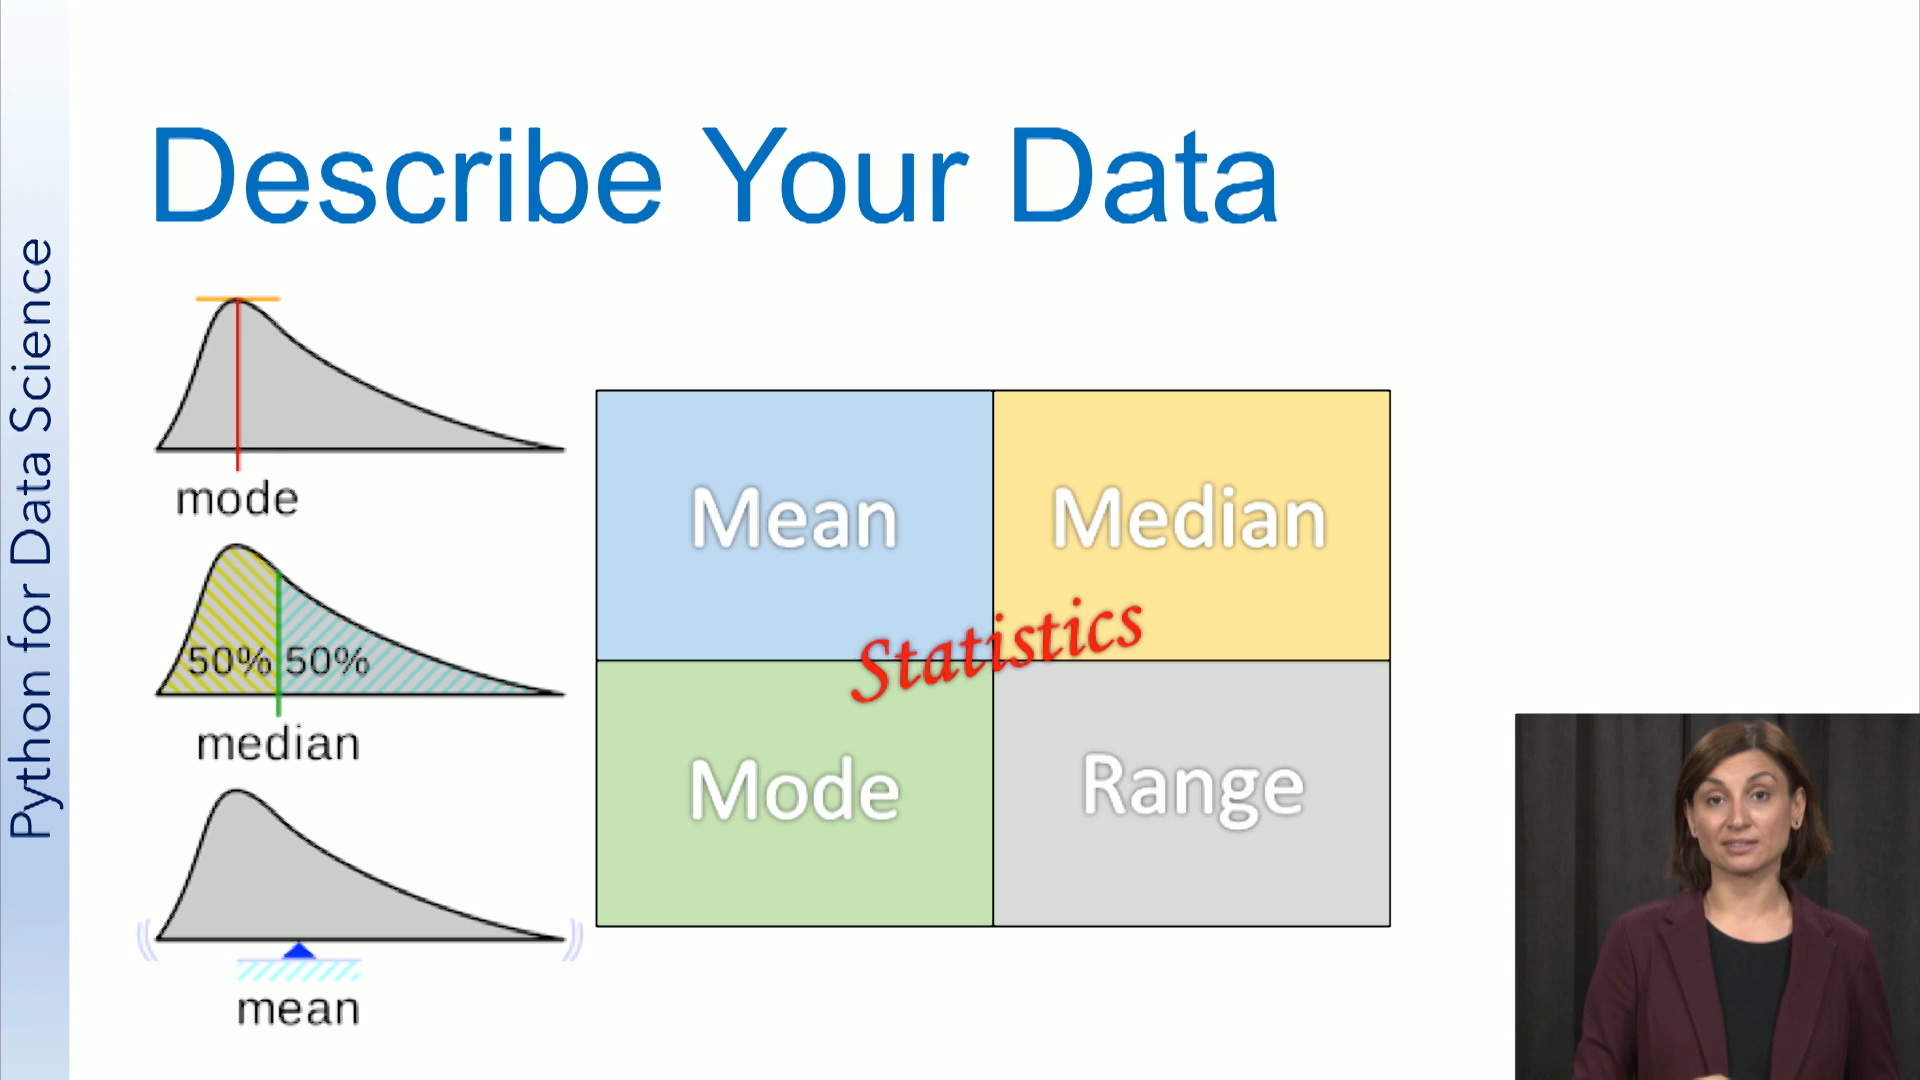 Python for Data Science
Describe Your Data
mode
50% 50%
median
mean
Mean
Median
Statistics
Mode
Range